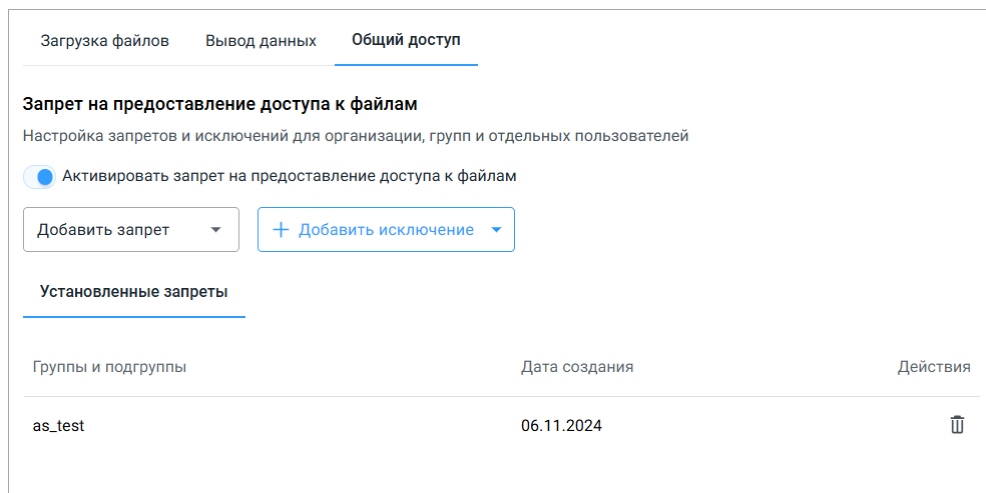 Загрузка файлов Вывод данных Общий доступ
Запрет на предоставление доступа к файлам
Настройка запретов и исключений для организации, групп и отдельных пользователей
Активировать запрет на предоставление доступа к файлам
Добавить запрет + Добавить исключение
Установленные запреты
Группы и подгруппы Дата создания Действия
as_test 06.11.2024